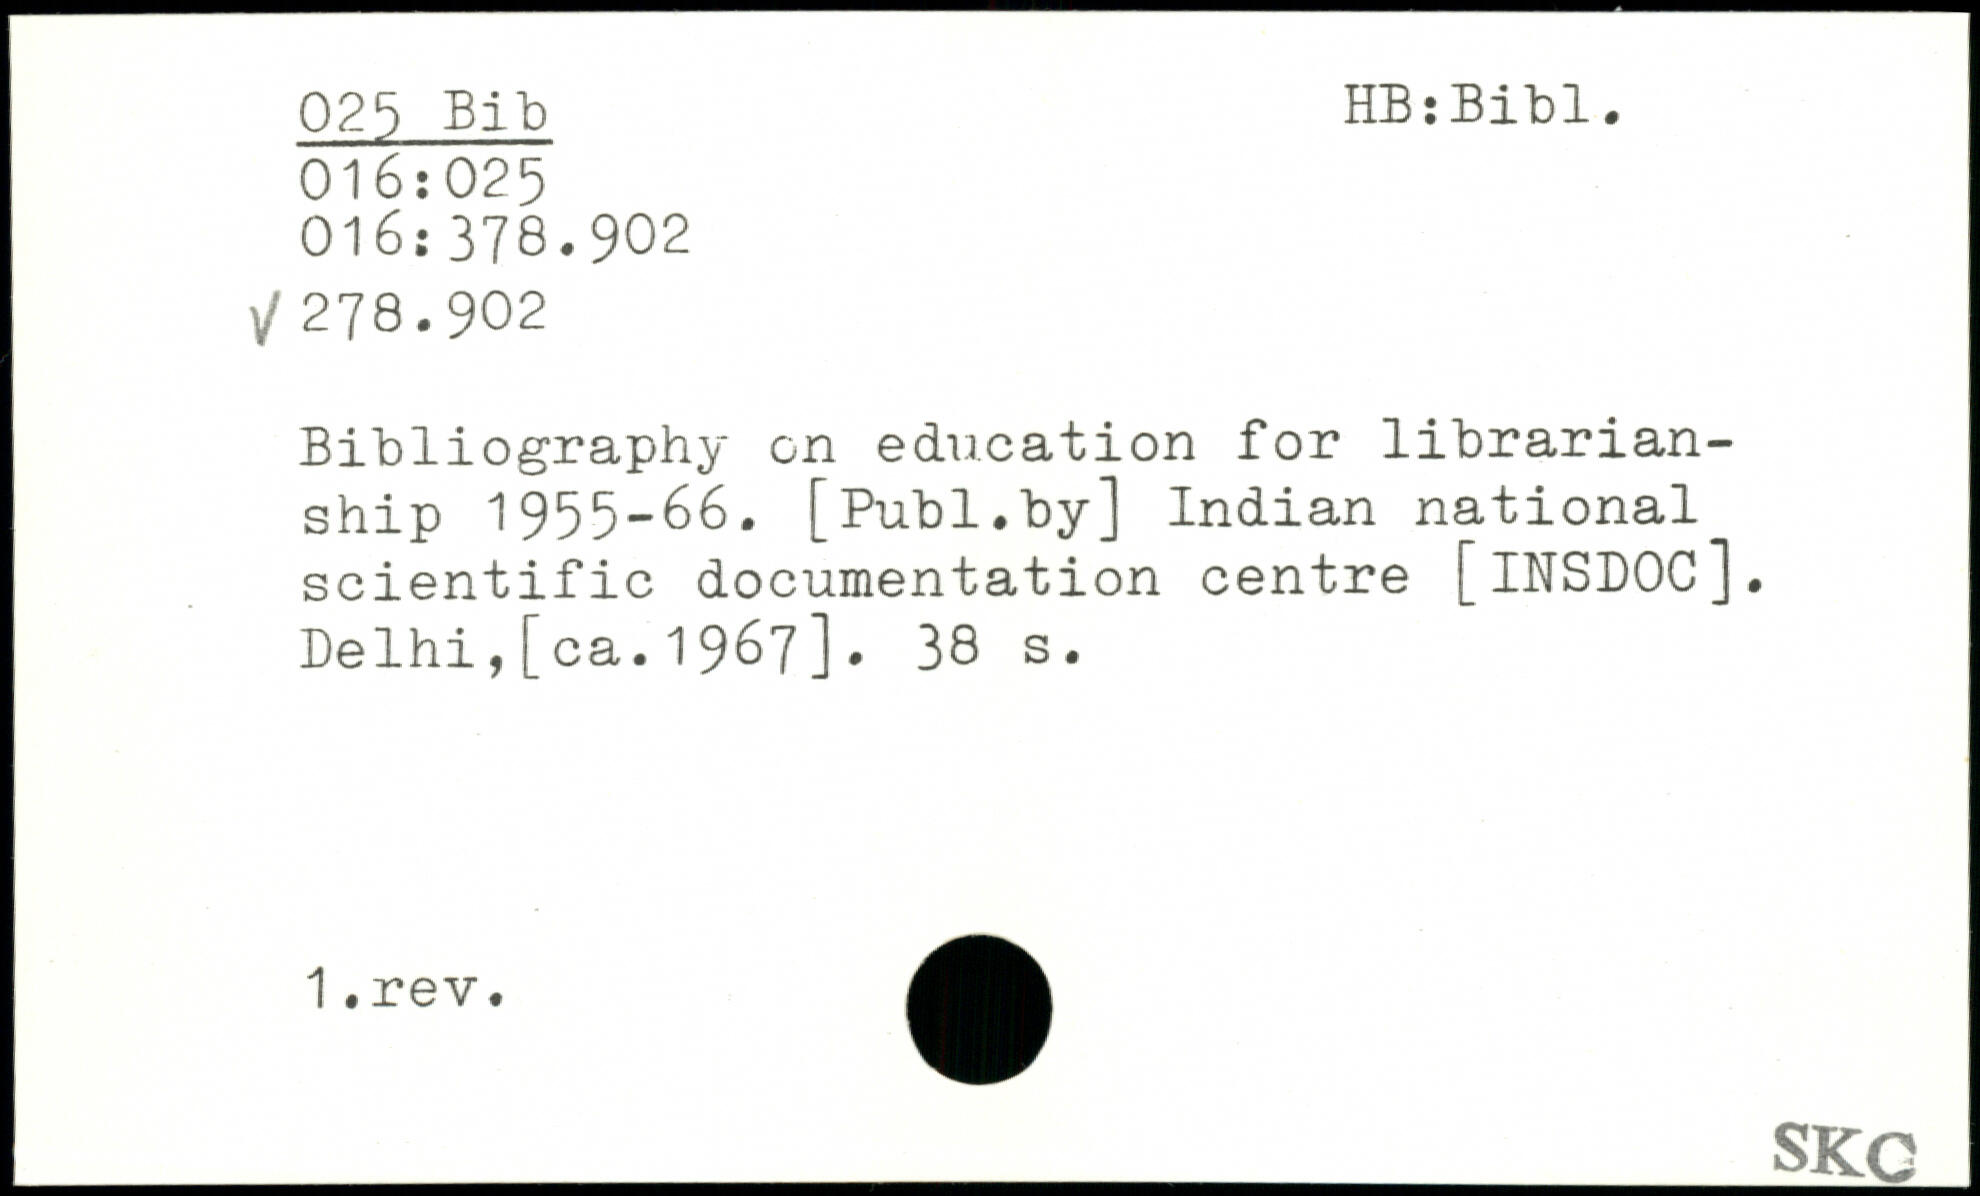 025 Bib
HB:Bibl.
016:025
016:378.902
√ 278.902
Bibliography on education for librarian-
ship 1955-66. [Publ.by] Indian national
scientific documentation centre [INSDOC].
Delhi,[ca.1967]. 38 s.
1.rev.
SKC